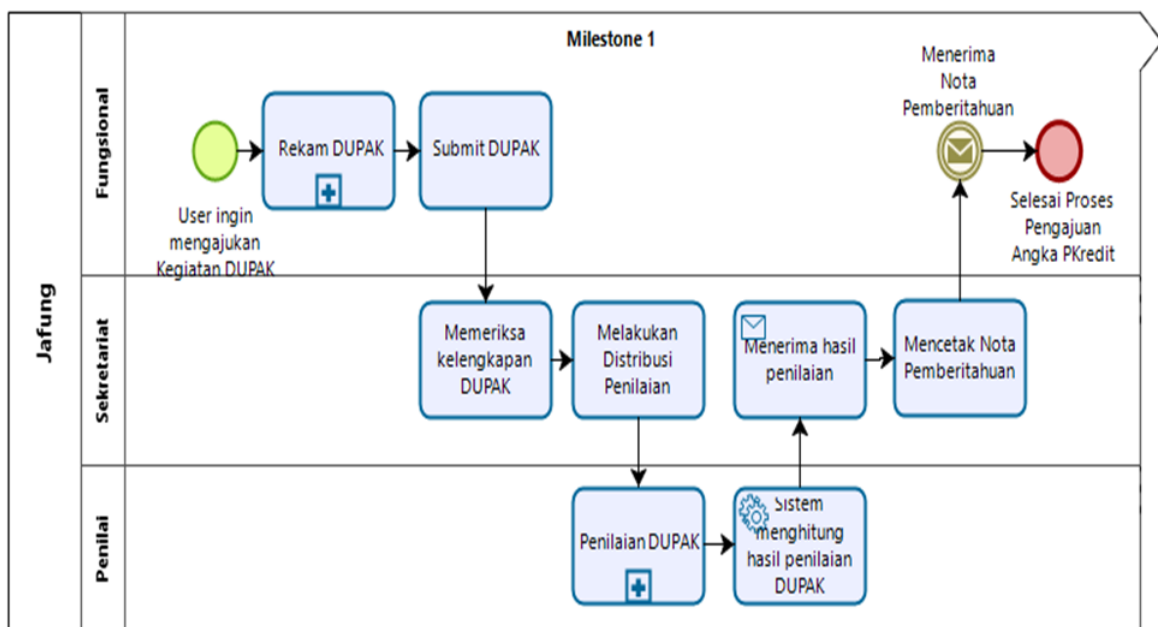 Milestone 1
Jafung
Fungsional
User ingin
mengajukan
Kegiatan DUPAK
Rekam DUPAK
Submit DUPAK
Menerima
Nota
Pemberitahuan
Selesai Proses
Pengajuan
Angka PKredit
Sekretariat
Memeriksa
kelengkapan
DUPAK
Melakukan
Distribusi
Penilaian
Menerima hasil
penilaian
Mencetak Nota
Pemberitahuan
Penilai
Penilaian DUPAK
Sistem
menghitung
hasil penilaian
DUPAK